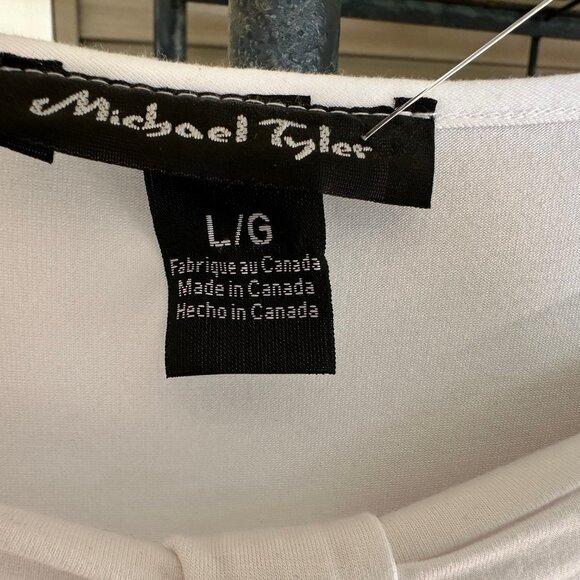 Michael Tyler
L/G
Fabrique au Canada
Made in Canada
Hecho in Canada